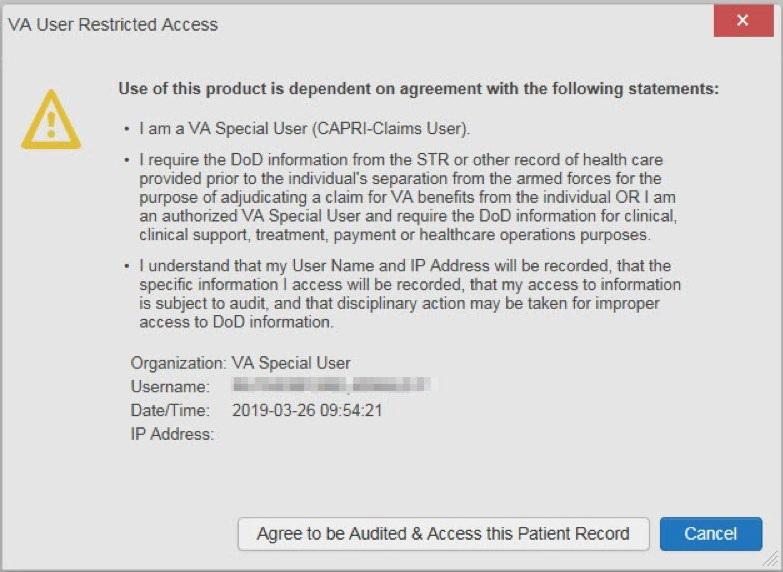 VA User Restricted Access
Use of this product is dependent on agreement with the following statements:
• I am a VA Special User (CAPRI-Claims User).
• I require the DoD information from the STR or other record of health care
provided prior to the individual's separation from the armed forces for the
purpose of adjudicating a claim for VA benefits from the individual OR I am
an authorized VA Special User and require the DoD information for clinical,
clinical support, treatment, payment or healthcare operations purposes.
• I understand that my User Name and IP Address will be recorded, that the
specific information I access will be recorded, that my access to information
is subject to audit, and that disciplinary action may be taken for improper
access to DoD information.
Organization: VA Special User
Username:
Date/Time: 2019-03-26 09:54:21
IP Address:
Agree to be Audited & Access this Patient Record
Cancel